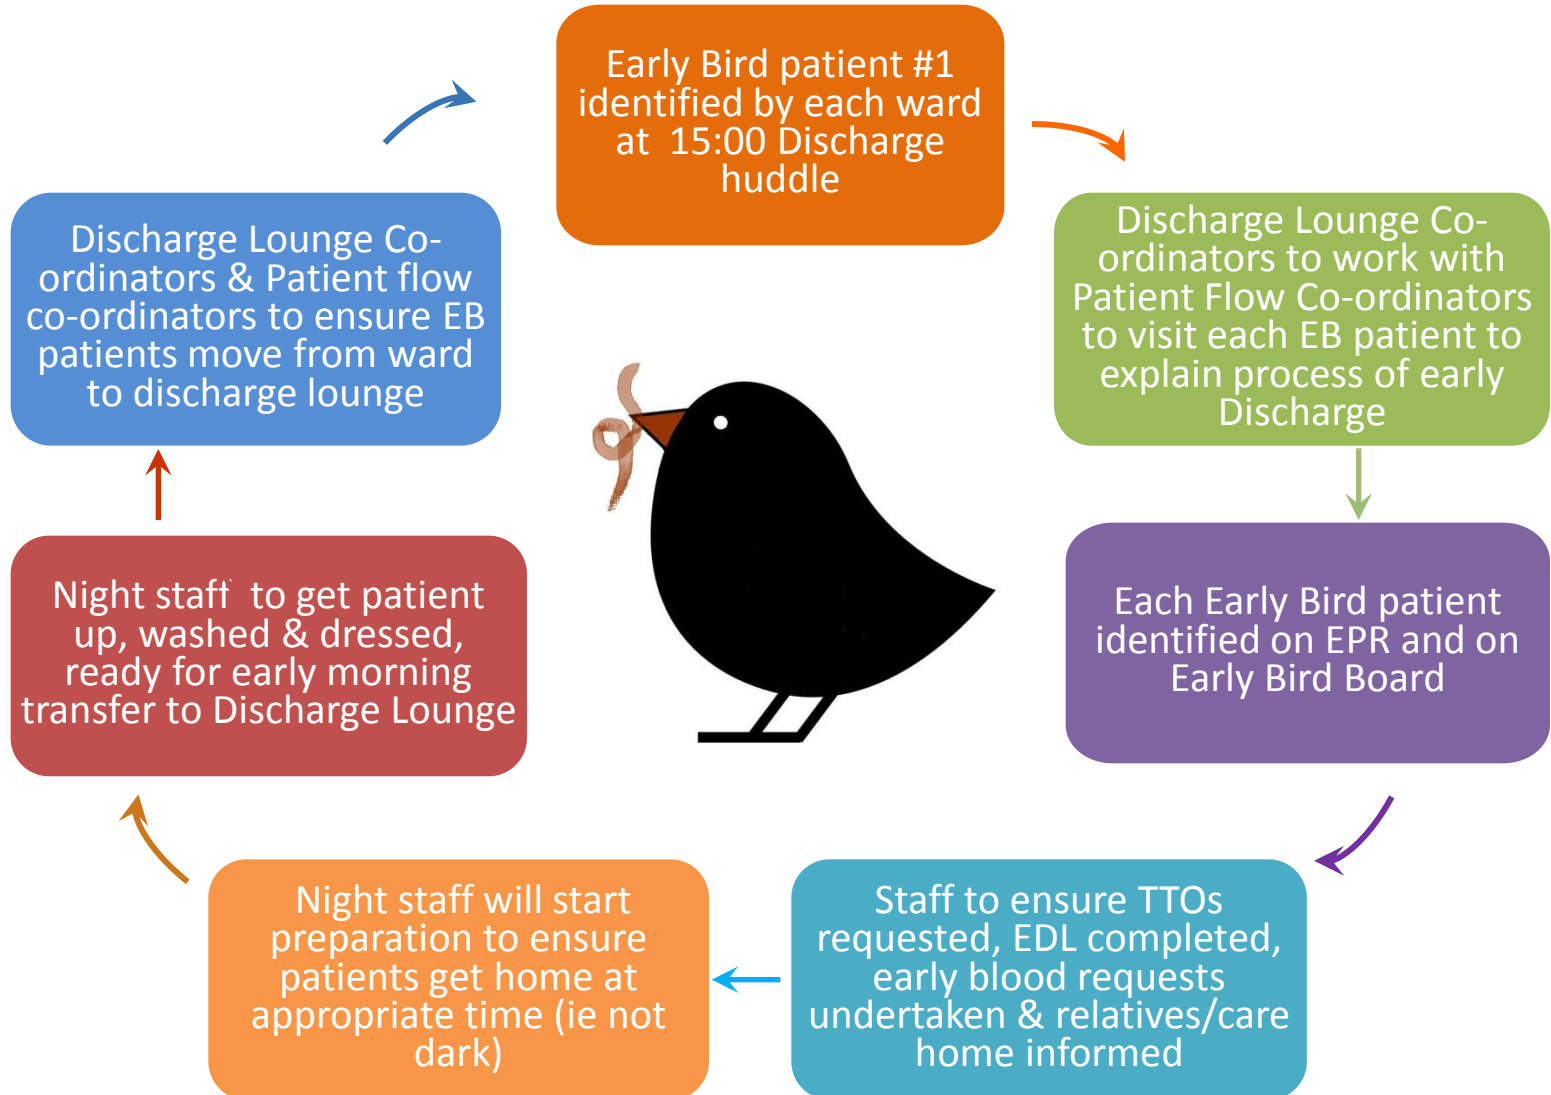 Early Bird patient #1
identified by each ward
at 15:00 Discharge
huddle
Discharge Lounge Co-
ordinators to work with
Patient Flow Co-ordinators
to visit each EB patient to
explain process of early
Discharge
Each Early Bird patient
identified on EPR and on
Early Bird Board
Staff to ensure TTOs
requested, EDL completed,
early blood requests
undertaken & relatives/care
home informed
Night staff will start
preparation to ensure
patients get home at
appropriate time (ie not
dark)
Night staff to get patient
up, washed & dressed,
ready for early morning
transfer to Discharge Lounge
Discharge Lounge Co-
ordinators & Patient flow
co-ordinators to ensure EB
patients move from ward
to discharge lounge